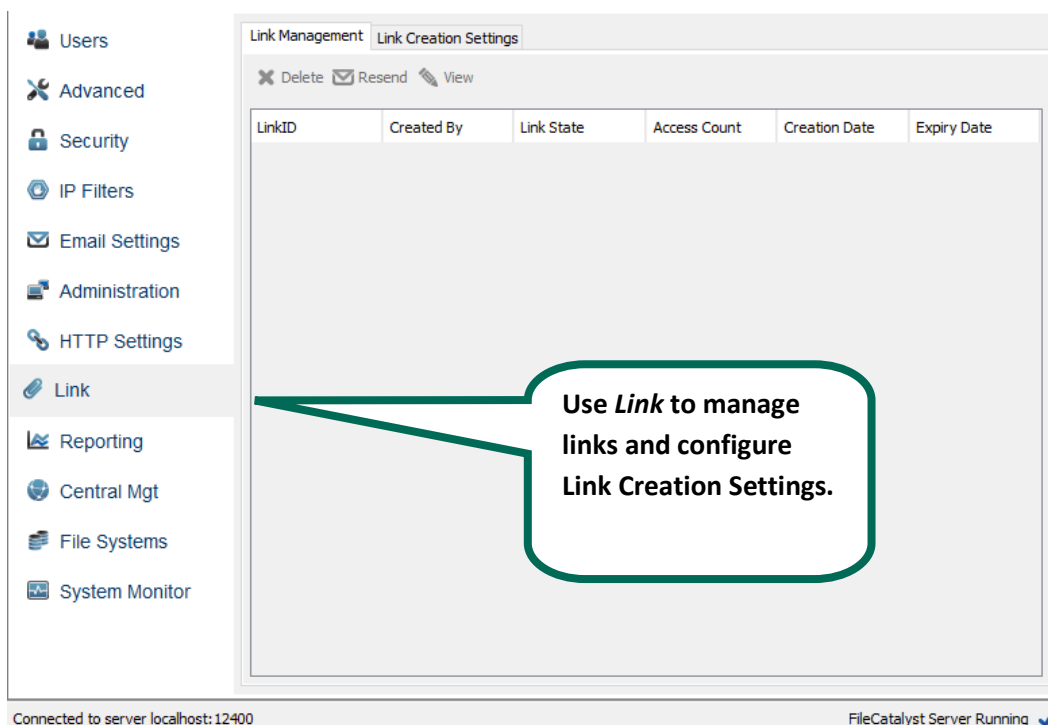 Users
Advanced
Security
IP Filters
Email Settings
Administration
HTTP Settings
Link
Reporting
Central Mgt
File Systems
System Monitor
Link Management Link Creation Settings
Delete Resend View
LinkID Created By Link State Access Count Creation Date Expiry Date
Use Link to manage
links and configure
Link Creation Settings.
Connected to server localhost:12400 FileCatalyst Server Running